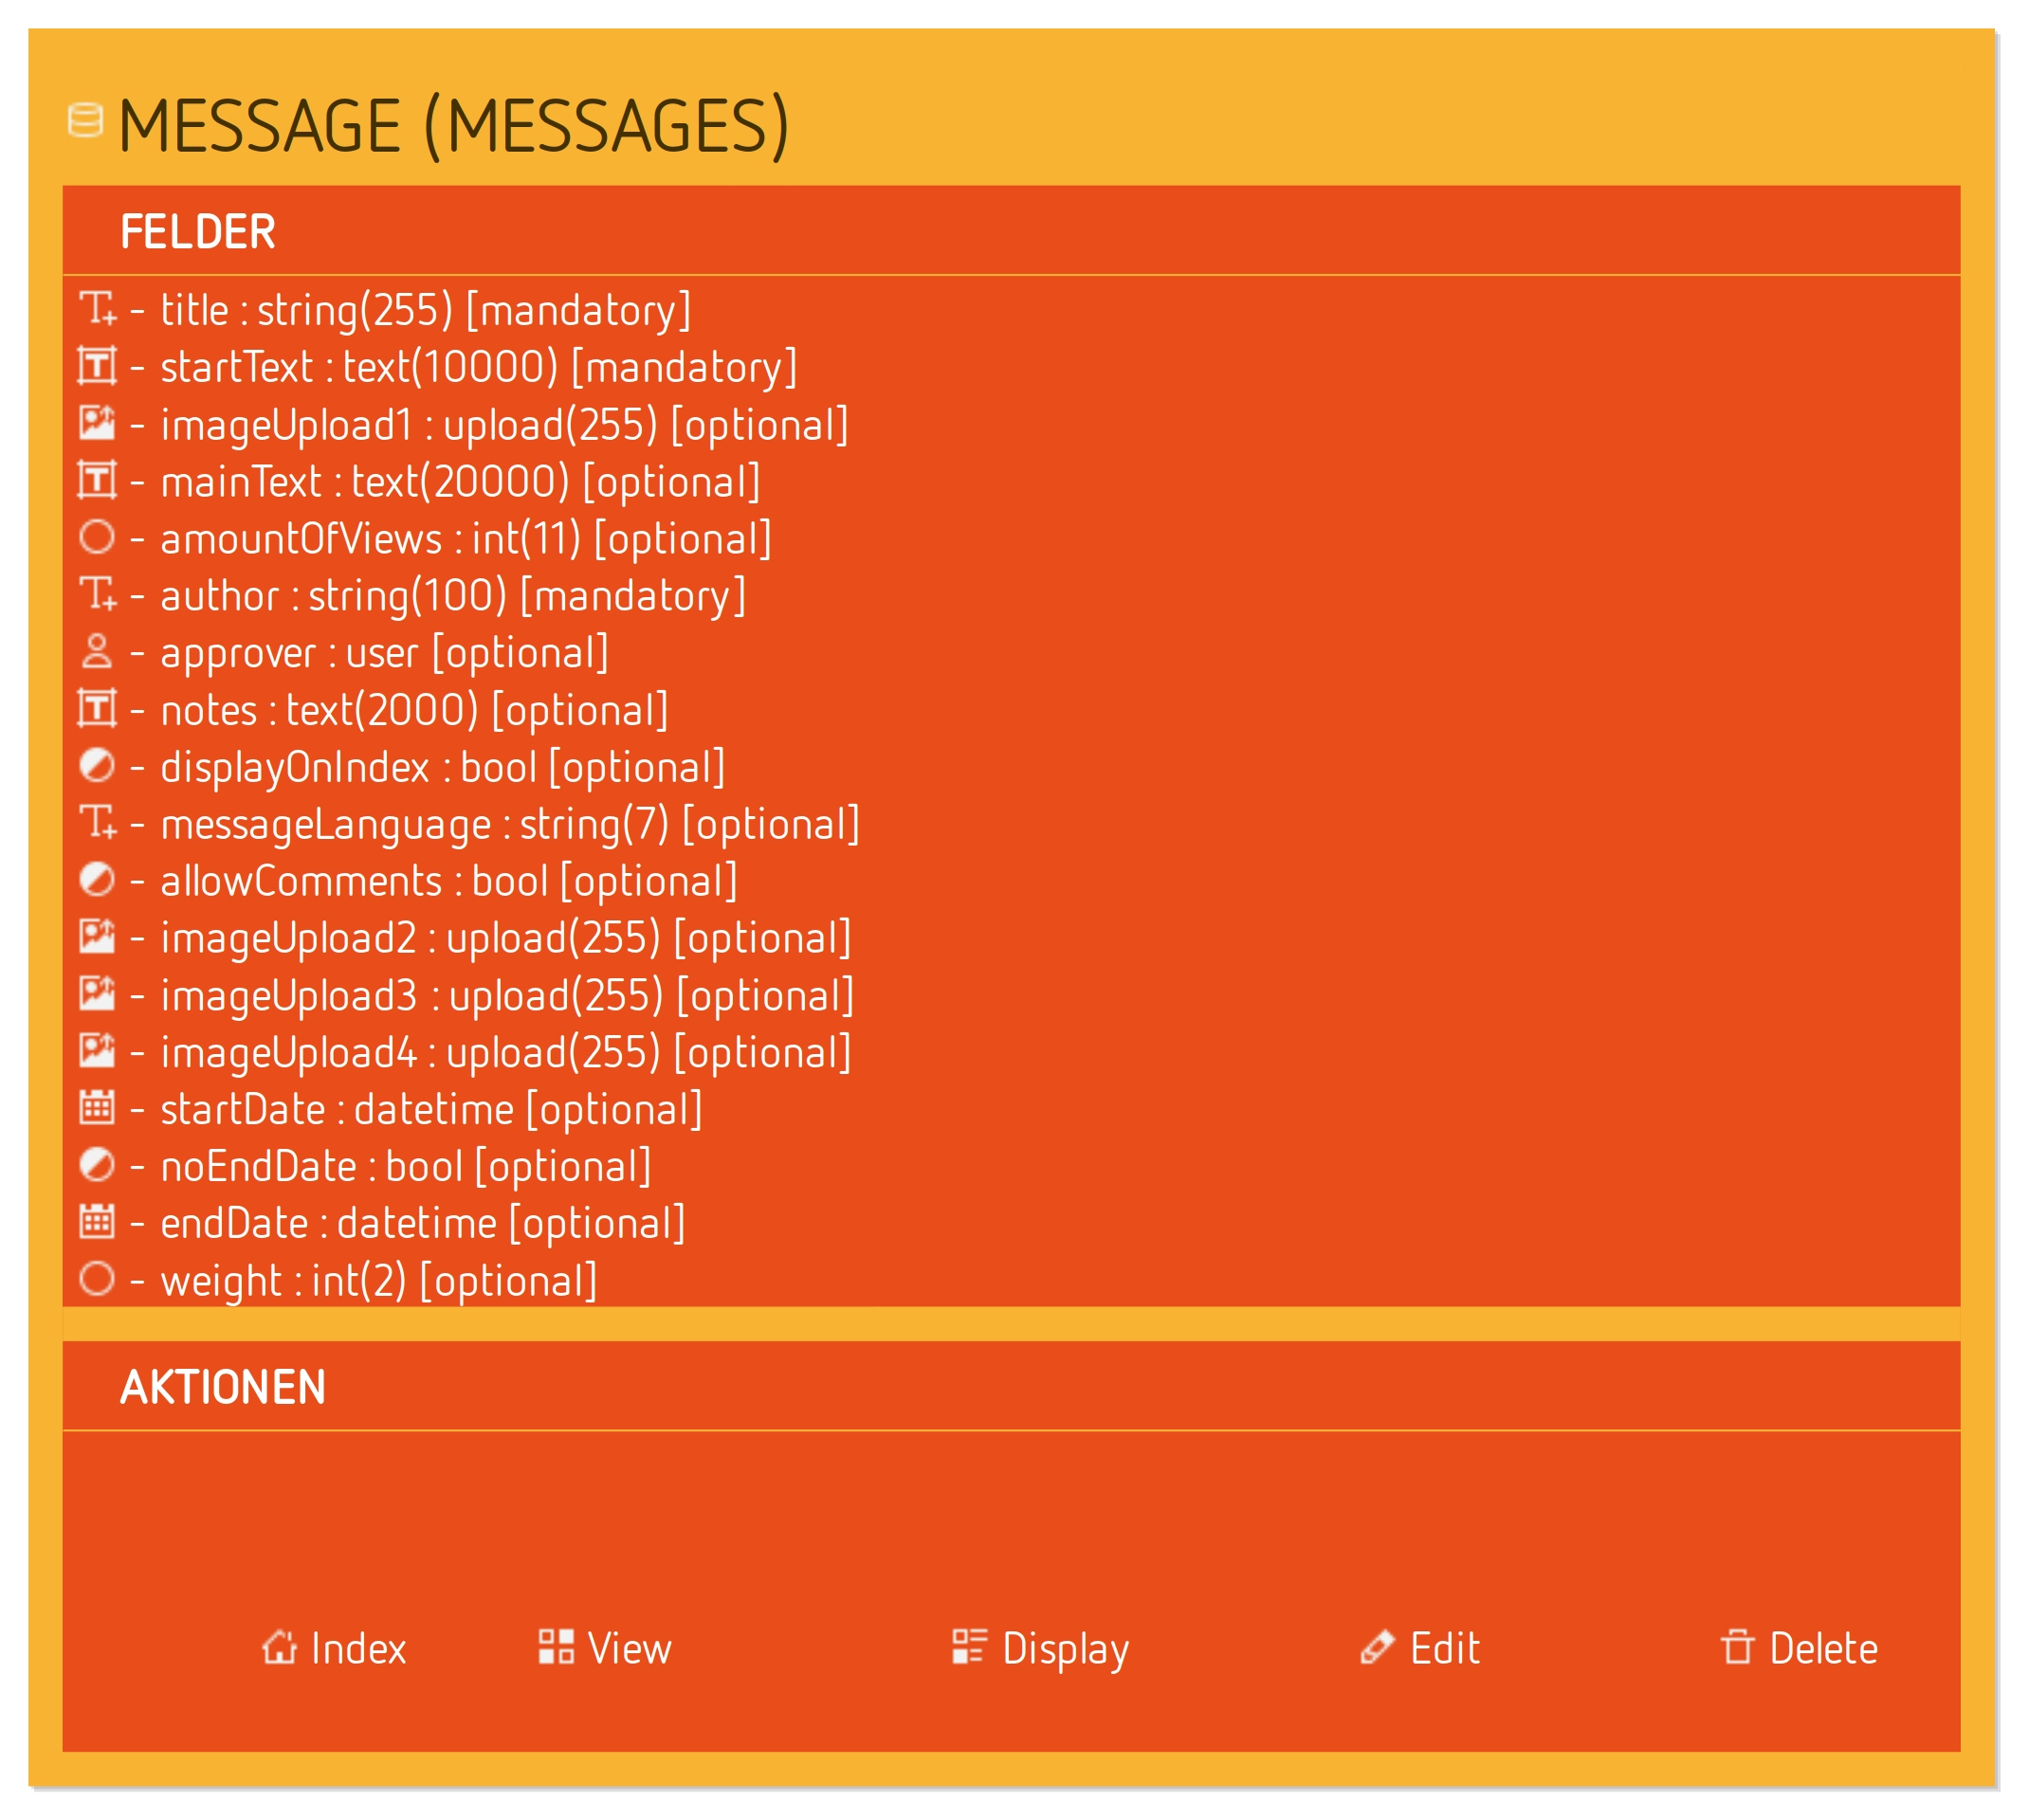 MESSAGE (MESSAGES)
FELDER
- title : string(255) [mandatory]
- startText : text(10000) [mandatory]
- imageUpload1 : upload(255) [optional]
- mainText : text(20000) [optional]
- amountOfViews : int(11) [optional]
- author : string(100) [mandatory]
- approver : user [optional]
- notes : text(2000) [optional]
- displayOnIndex : bool [optional]
- messageLanguage : string(7) [optional]
- allowComments : bool [optional]
- imageUpload2 : upload(255) [optional]
- imageUpload3 : upload(255) [optional]
- imageUpload4 : upload(255) [optional]
- startDate : datetime [optional]
- noEndDate : bool [optional]
- endDate : datetime [optional]
- weight : int(2) [optional]
AKTIONEN
Index View Display Edit Delete